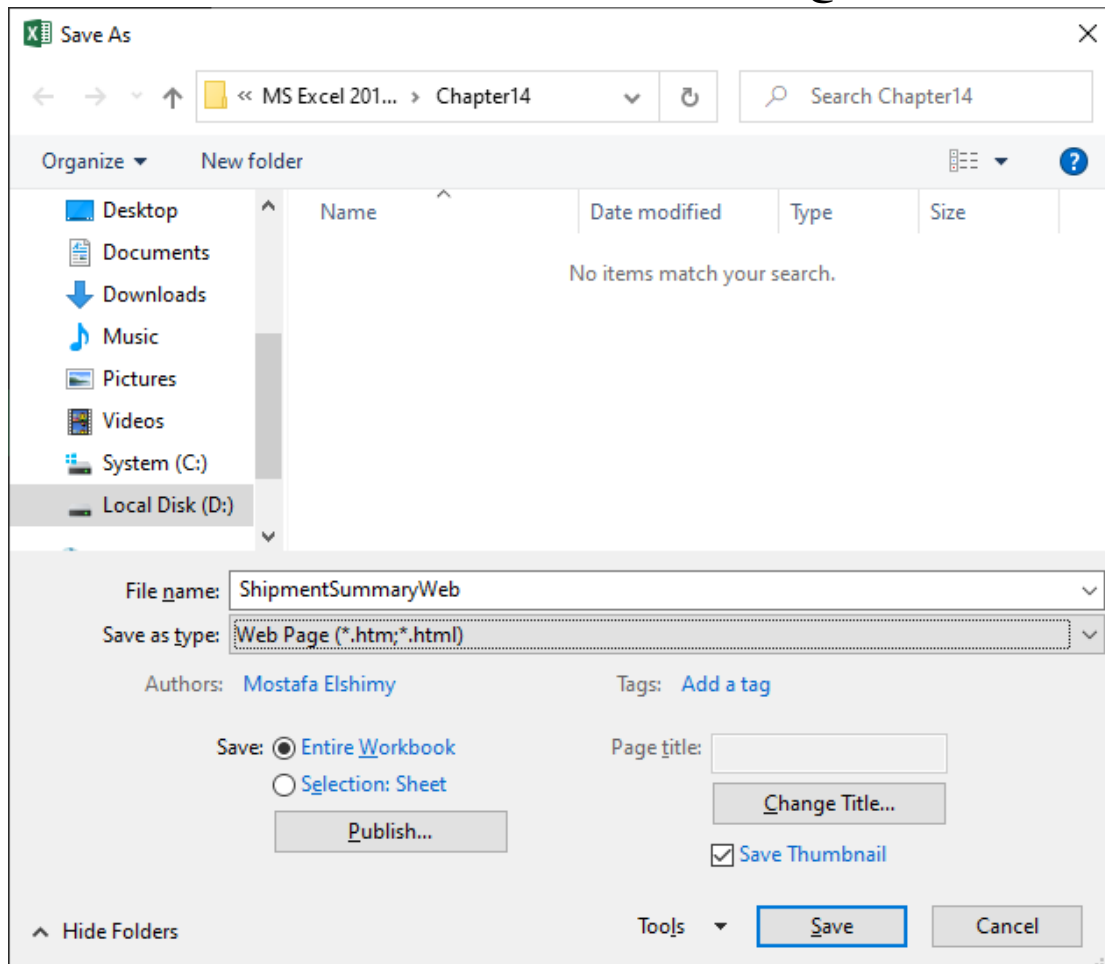 Save As
« MS Excel 201... › Chapter14
Search Chapter14
Organize
New folder
Name
Date modified
Type
Size
Desktop
Documents
Downloads
Music
Pictures
Videos
System (C:)
Local Disk (D:)
No items match your search.
File name: ShipmentSummaryWeb
Save as type: Web Page (*.htm;*.html)
Authors: Mostafa Elshimy
Tags: Add a tag
Save: Entire Workbook
Selection: Sheet
Publish...
Page title:
Change Title...
Save Thumbnail
Hide Folders
Tools
Save
Cancel